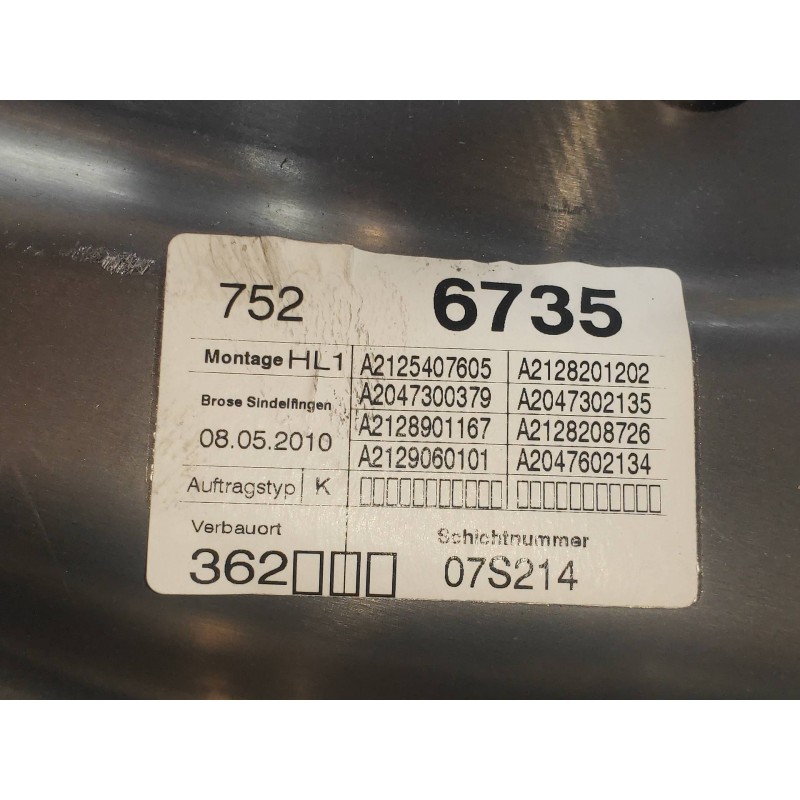 752 6735
Montage HL1 A2125407605 A2128201202
A2047300379 A2047302135
Brose Sindelfingen
A2128901167 A2128208726
08.05.2010
A2129060101 A2047602134
Auftragstyp K
Verbauort Schichtnummer
362 07S214